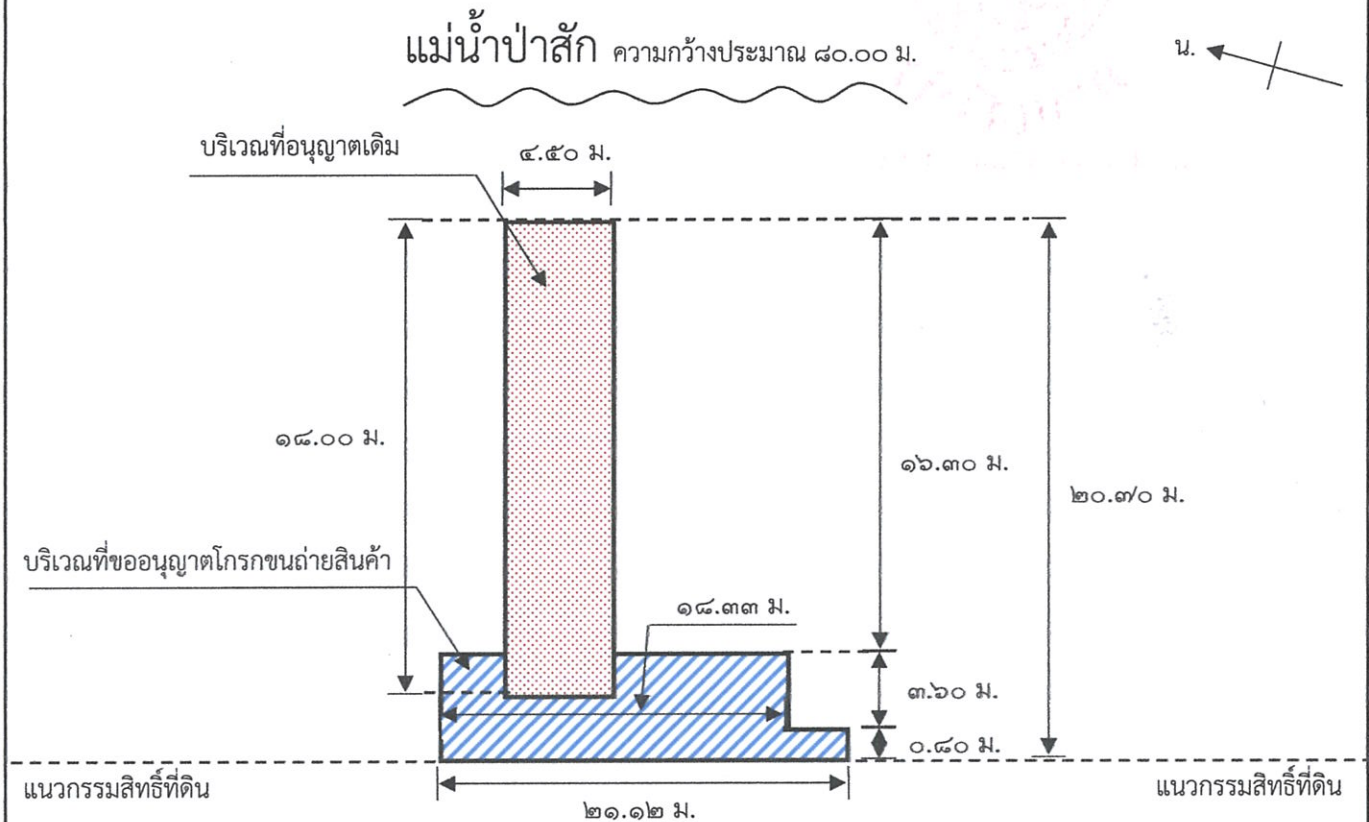 แม่น้ำป่าสัก ความกว้างประมาณ ๘๐.๐๐ ม.
น.
บริเวณที่อนุญาตเดิม
๔.๕๐ ม.
๑๘.๐๐ ม.
๑๖.๓๐ ม.
๒๐.๗๐ ม.
บริเวณที่ขออนุญาตโกรกขนถ่ายสินค้า
๑๘.๓๓ ม.
๓.๖๐ ม.
๐.๘๐ ม.
แนวกรรมสิทธิ์ที่ดิน
แนวกรรมสิทธิ์ที่ดิน
๒๑.๑๒ ม.